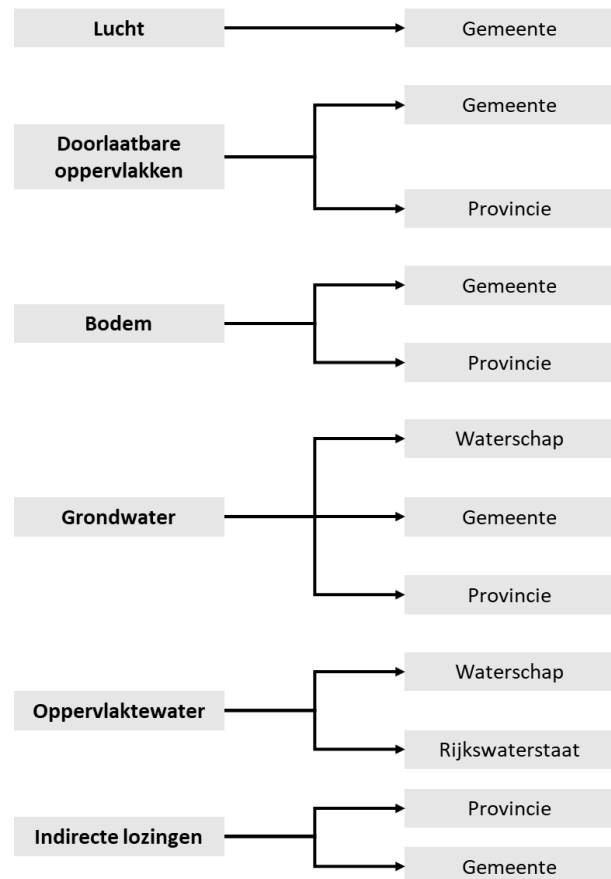 Lucht
Gemeente
Doorlaatbare
oppervlakken
Gemeente
Provincie
Bodem
Gemeente
Provincie
Grondwater
Waterschap
Gemeente
Provincie
Oppervlaktewater
Waterschap
Rijkswaterstaat
Indirecte lozingen
Provincie
Gemeente